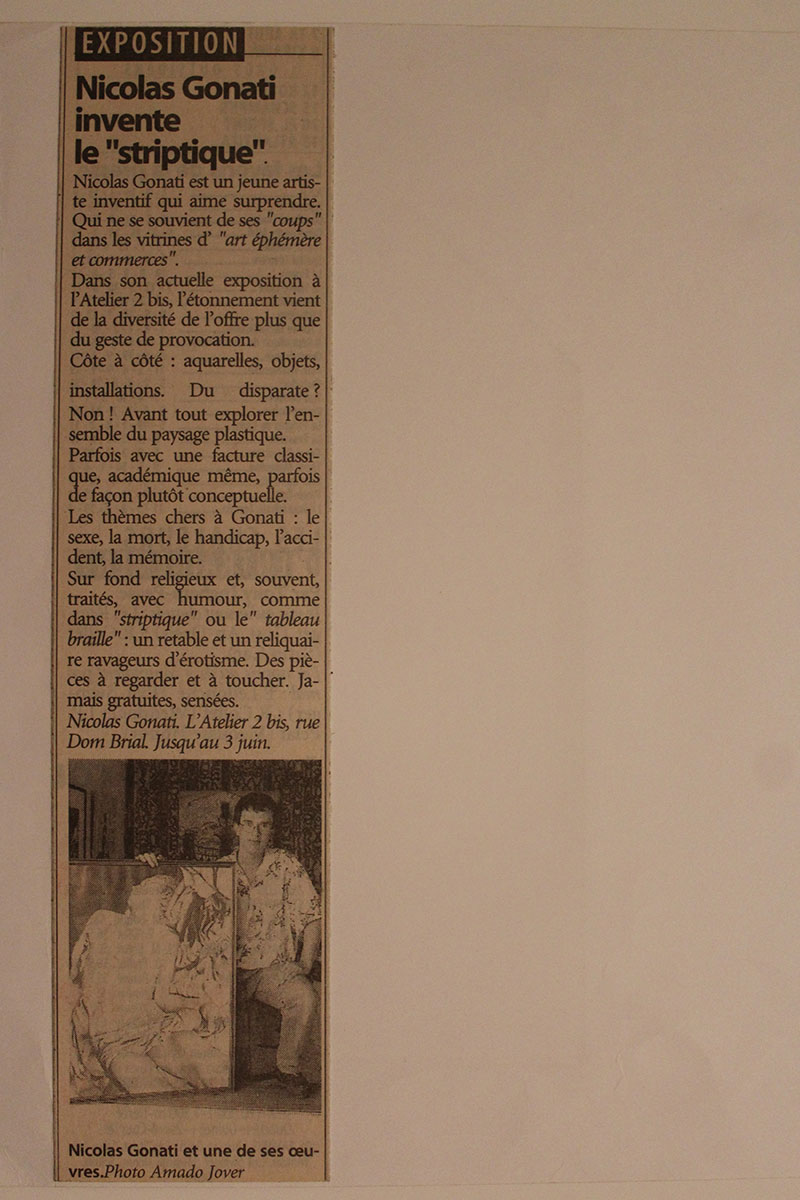 EXPOSITION
Nicolas Gonati
invente
le "striptique".
Nicolas Gonati est un jeune artis-
te inventif qui aime surprendre.
Qui ne se souvient de ses "coups"
dans les vitrines d' "art éphémère
et commerces".
Dans son actuelle exposition à
l'Atelier 2 bis, l'étonnement vient
de la diversité de l'offre plus que
du geste de provocation.
Côte à côté : aquarelles, objets,
installations. Du disparate ?
Non ! Avant tout explorer l'en-
semble du paysage plastique.
Parfois avec une facture classi-
que, académique même, parfois
de façon plutôt conceptuelle.
Les thèmes chers à Gonati : le
sexe, la mort, le handicap, l'acci-
dent, la mémoire.
Sur fond religieux et, souvent,
traités, avec humour, comme
dans "striptique" ou le" tableau
braille" : un retable et un reliquai-
re ravageurs d'érotisme. Des piè-
ces à regarder et à toucher. Ja-
mais gratuites, sensées.
Nicolas Gonati. L'Atelier 2 bis, rue
Dom Brial. Jusqu'au 3 juin.
Nicolas Gonati et une de ses œu-
vres.Photo Amado Jover